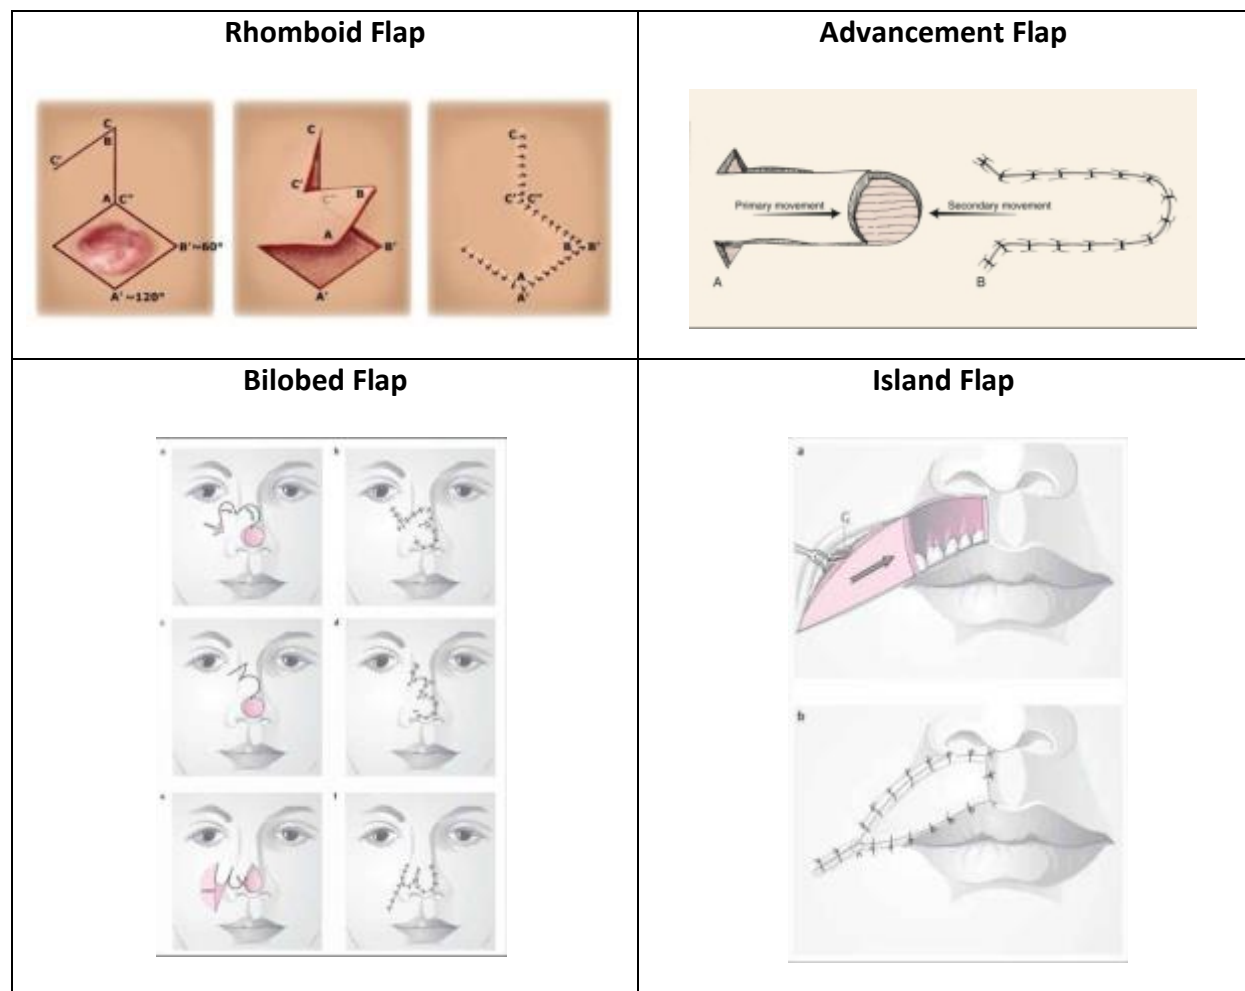 Rhomboid Flap
C
B
C'
A C"
B' ~60°
A' ~120°
C
C'
C"
B
A
B'
A'
C
C' C"
B B'
A
A'
Advancement Flap
Primary movement
Secondary movement
A
B
Bilobed Flap
a
b
c
d
e
f
Island Flap
a
G
b